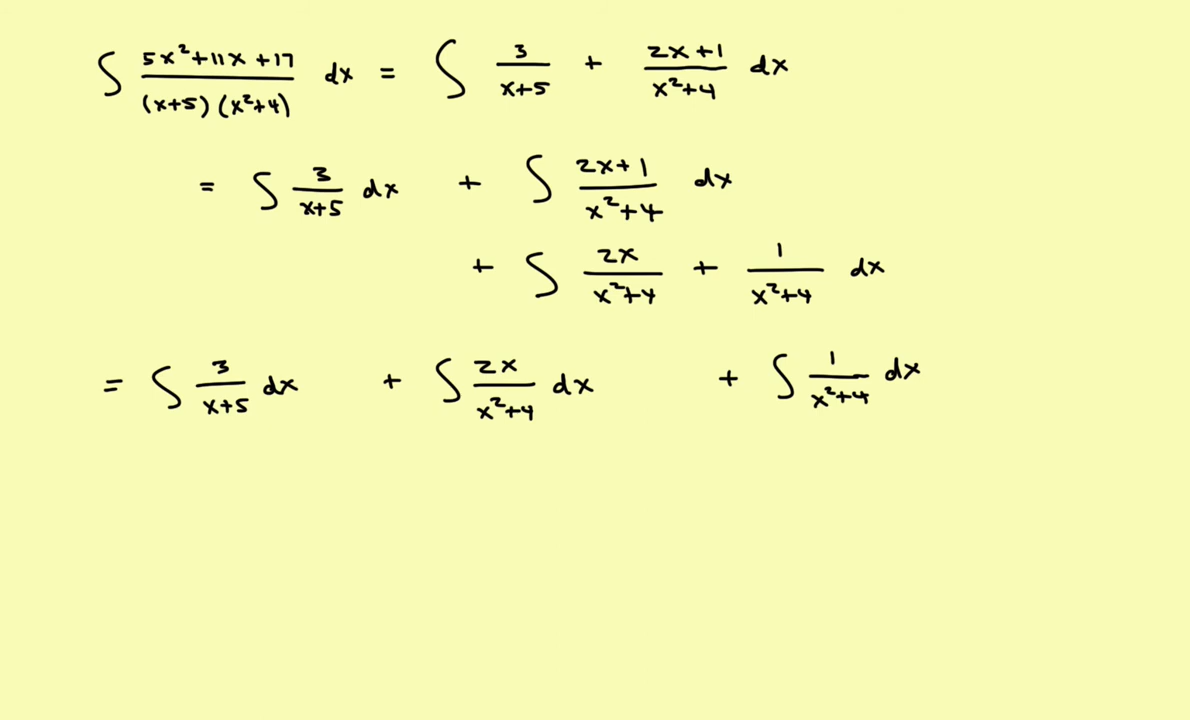 ∫ (5x²+11x+17)/((x+5)(x²+4)) dx = ∫ 3/(x+5) + (2x+1)/(x²+4) dx
= ∫ 3/(x+5) dx + ∫ (2x+1)/(x²+4) dx
+ ∫ 2x/(x²+4) + 1/(x²+4) dx
= ∫ 3/(x+5) dx + ∫ 2x/(x²+4) dx + ∫ 1/(x²+4) dx